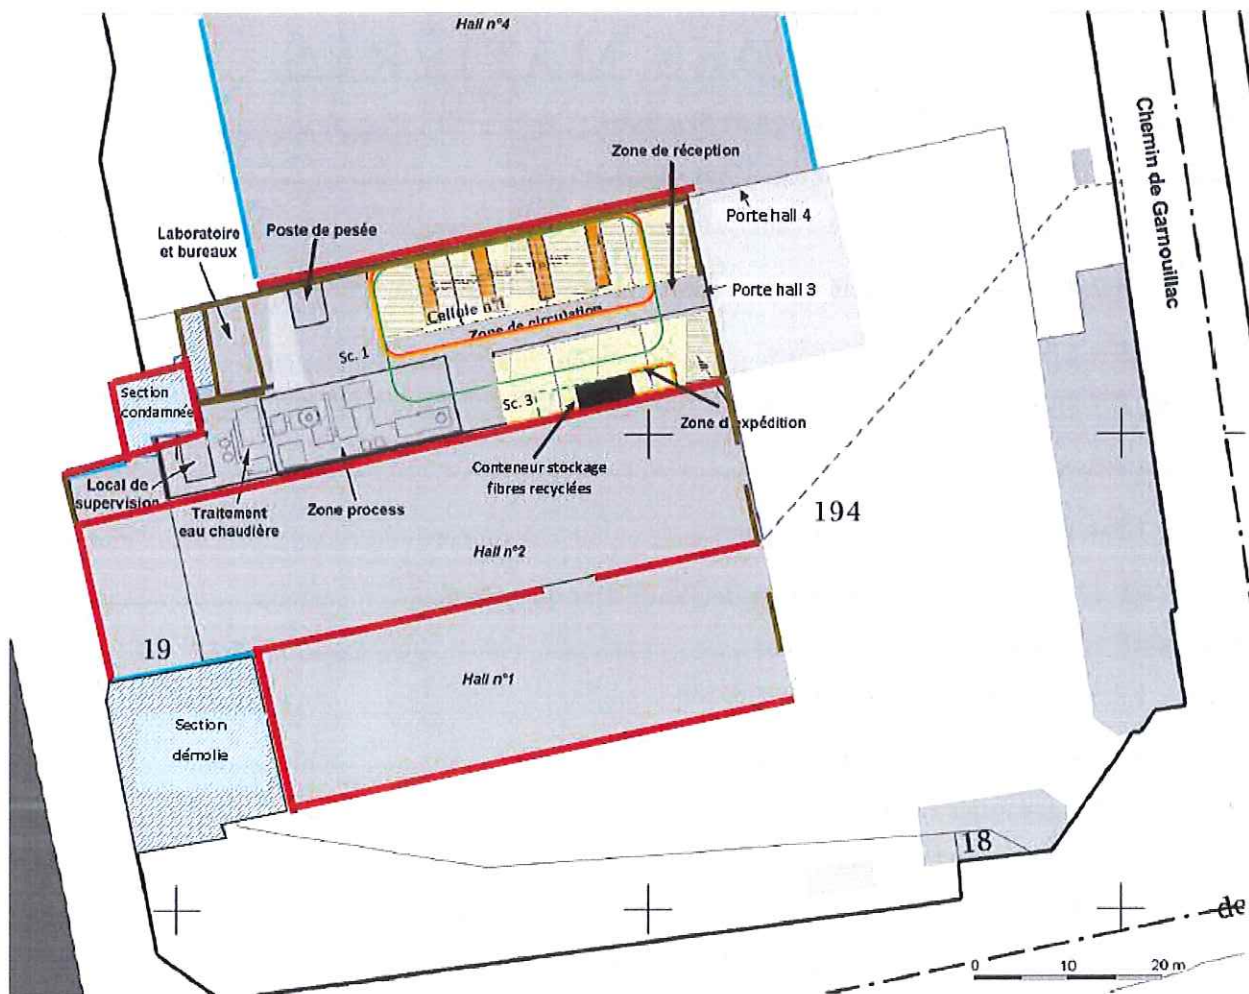 Hall n°4
Chemin de Garnouillac
Zone de réception
Porte hall 4
Laboratoire
et bureaux
Poste de pesée
Porte hall 3
Cellule n°1
Zone de circulation
Sc. 1
Section
condamnée
Sc. 3
Zone d'expédition
Conteneur stockage
fibres recyclées
Local de
supervision
Traitement
eau chaudière
Zone process
194
Hall n°2
19
Hall n°1
Section
démolie
18
de
0 10 20 m